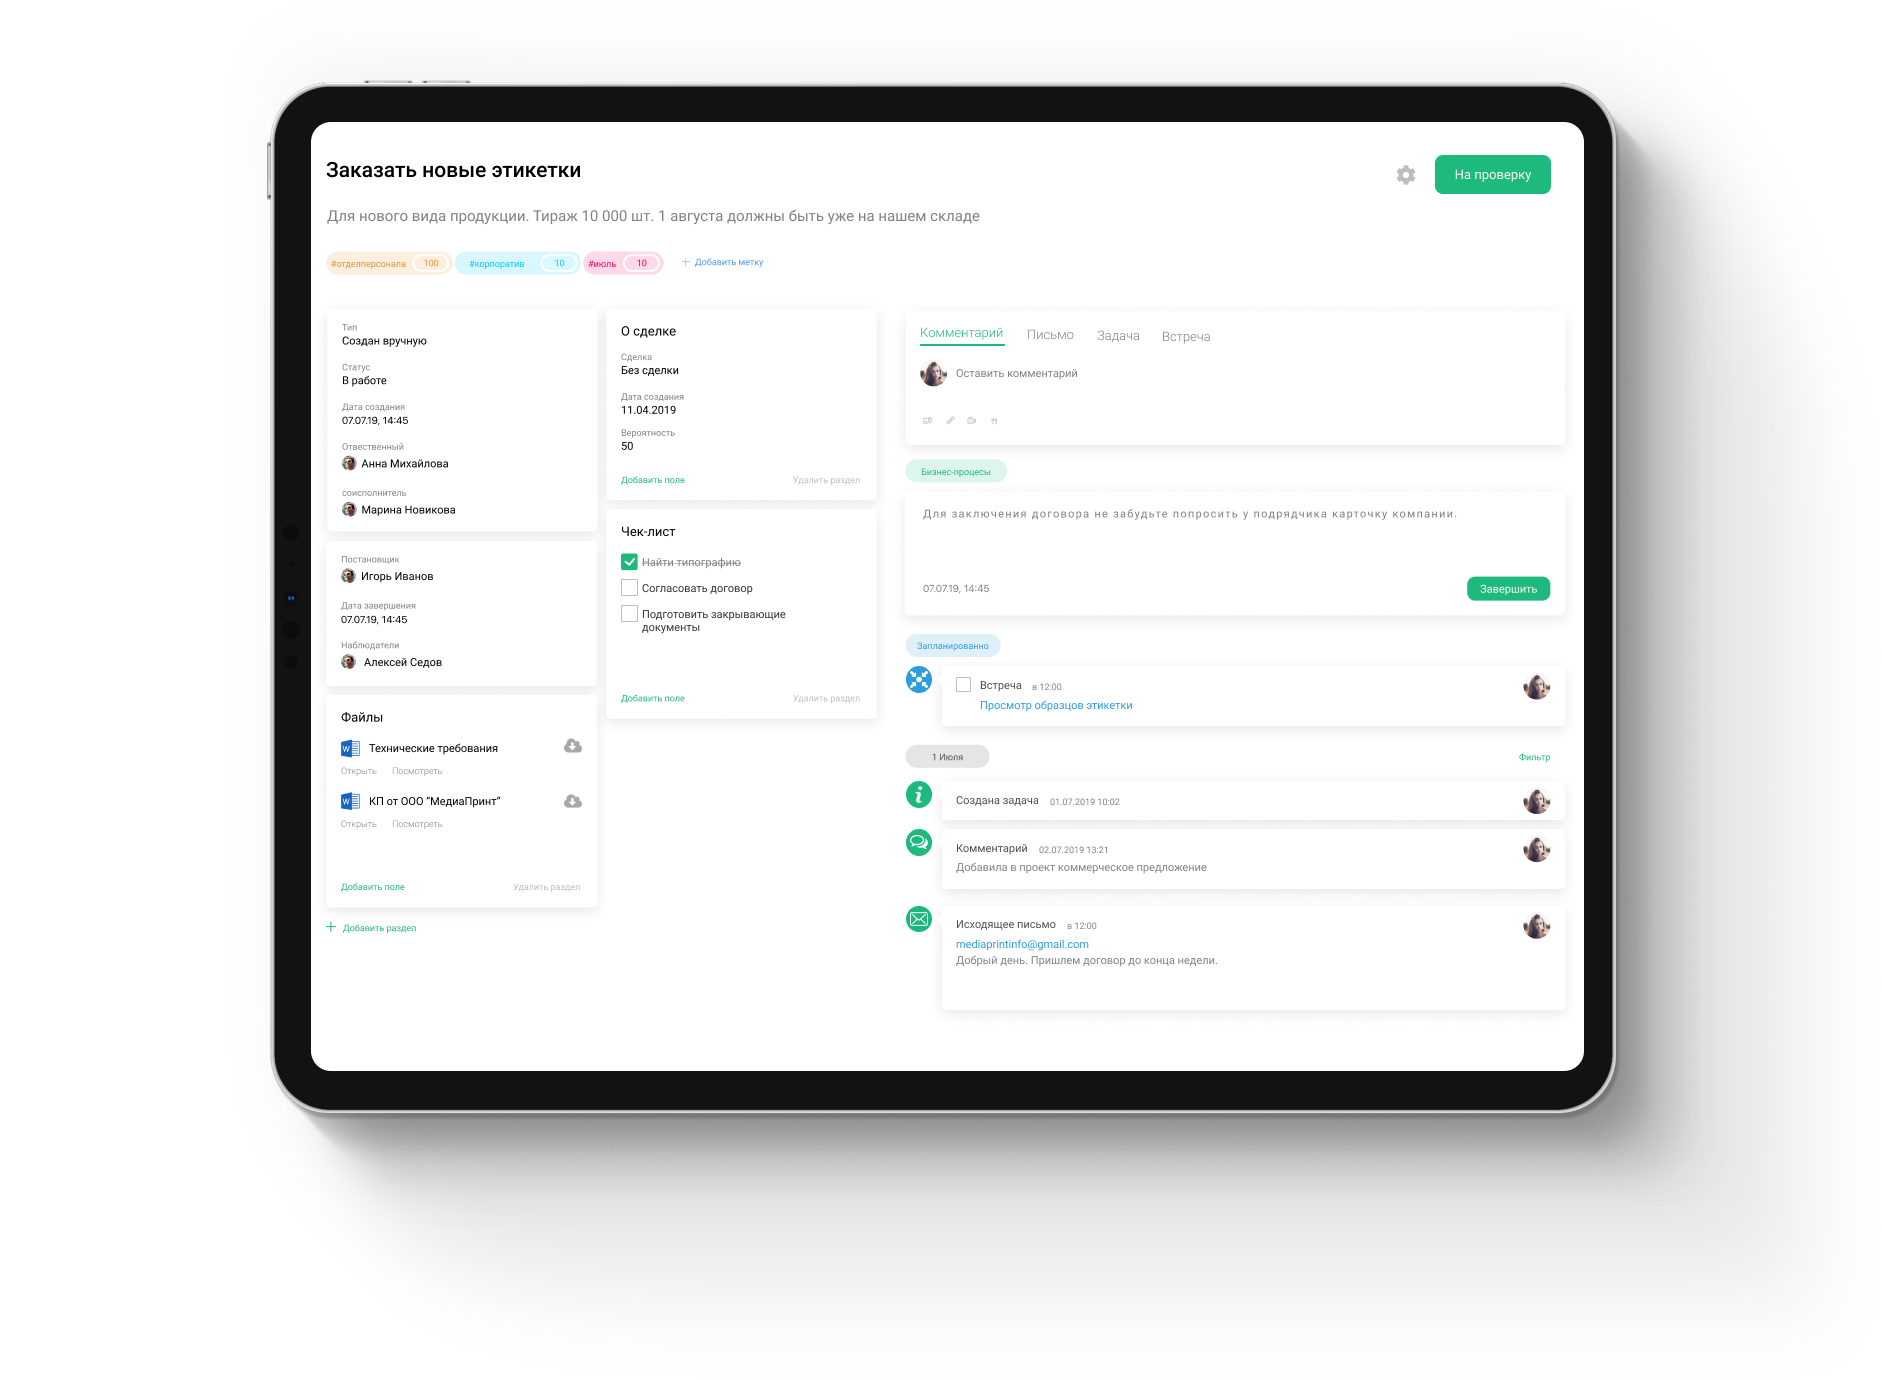 Заказать новые этикетки
На проверку
Для нового вида продукции. Тираж 10 000 шт. 1 августа должны быть уже на нашем складе
#отделперсонала 100
#корпоратив 10
#июль 10
+ Добавить метку
Тип
Создан вручную
Статус
В работе
Дата создания
07.07.19, 14:45
Отвественный
Анна Михайлова
соисполнитель
Марина Новикова
Постановщик
Игорь Иванов
Дата завершения
07.07.19, 14:45
Наблюдатели
Алексей Седов
Файлы
W Технические требования
Открыть Посмотреть
W КП от ООО “МедиаПринт”
Открыть Посмотреть
Добавить поле Удалить раздел
+ Добавить раздел
О сделке
Сделка
Без сделки
Дата создания
11.04.2019
Вероятность
50
Добавить поле Удалить раздел
Чек-лист
Найти типографию
Согласовать договор
Подготовить закрывающие
документы
Добавить поле Удалить раздел
Комментарий Письмо Задача Встреча
Оставить комментарий
Бизнес-процесы
Для заключения договора не забудьте попросить у подрядчика карточку компании.
07.07.19, 14:45
Завершить
Запланированно
Встреча в 12:00
Просмотр образцов этикетки
1 Июля
Фильтр
Создана задача 01.07.2019 10:02
Комментарий 02.07.2019 13:21
Добавила в проект коммерческое предложение
Исходящее письмо в 12:00
mediaprintinfo@gmail.com
Добрый день. Пришлем договор до конца недели.